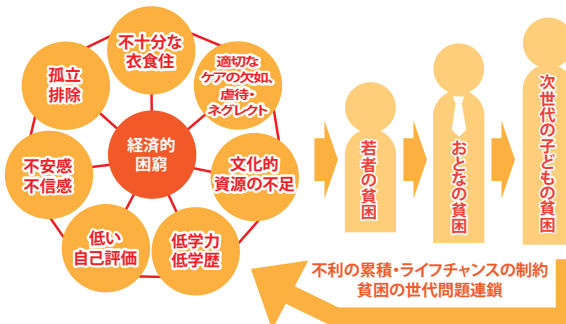 不十分な
衣食住
適切な
ケアの欠如、
虐待・
ネグレクト
文化的
資源の不足
低学力
低学歴
低い
自己評価
不安感
不信感
孤立
排除
経済的
困窮
若者の貧困
おとなの貧困
次世代の子どもの貧困
不利の累積・ライフチャンスの制約
貧困の世代問題連鎖